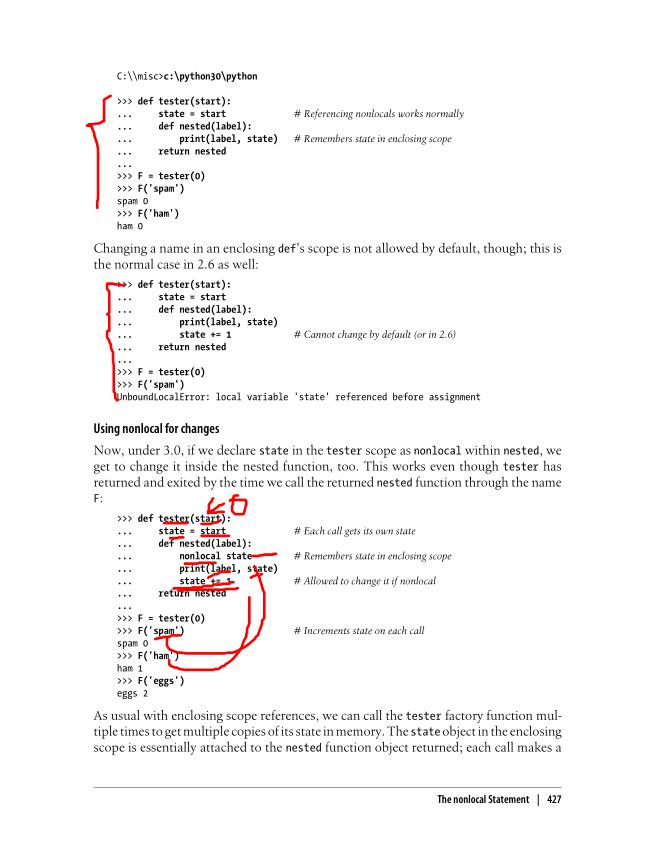 C:\\misc>c:\python30\python
>>> def tester(start):
... state = start # Referencing nonlocals works normally
... def nested(label):
... print(label, state) # Remembers state in enclosing scope
... return nested
...
>>> F = tester(0)
>>> F('spam')
spam 0
>>> F('ham')
ham 0
Changing a name in an enclosing def's scope is not allowed by default, though; this is
the normal case in 2.6 as well:
>>> def tester(start):
... state = start
... def nested(label):
... print(label, state)
... state += 1 # Cannot change by default (or in 2.6)
... return nested
...
>>> F = tester(0)
>>> F('spam')
UnboundLocalError: local variable 'state' referenced before assignment
Using nonlocal for changes
Now, under 3.0, if we declare state in the tester scope as nonlocal within nested, we
get to change it inside the nested function, too. This works even though tester has
returned and exited by the time we call the returned nested function through the name
F:
0
>>> def tester(start):
... state = start # Each call gets its own state
... def nested(label):
... nonlocal state # Remembers state in enclosing scope
... print(label, state)
... state += 1 # Allowed to change it if nonlocal
... return nested
...
>>> F = tester(0)
>>> F('spam') # Increments state on each call
spam 0
>>> F('ham')
ham 1
>>> F('eggs')
eggs 2
As usual with enclosing scope references, we can call the tester factory function mul-
tiple times to get multiple copies of its state in memory. The state object in the enclosing
scope is essentially attached to the nested function object returned; each call makes a
The nonlocal Statement | 427